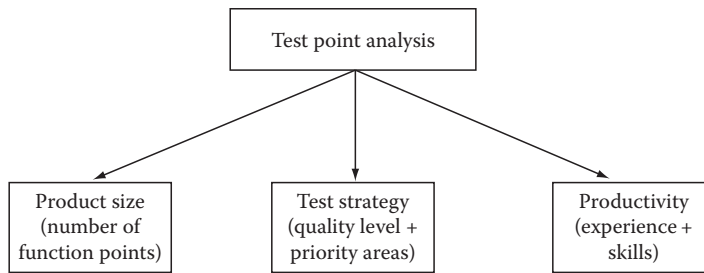 Test point analysis
Product size
(number of
function points)
Test strategy
(quality level +
priority areas)
Productivity
(experience +
skills)